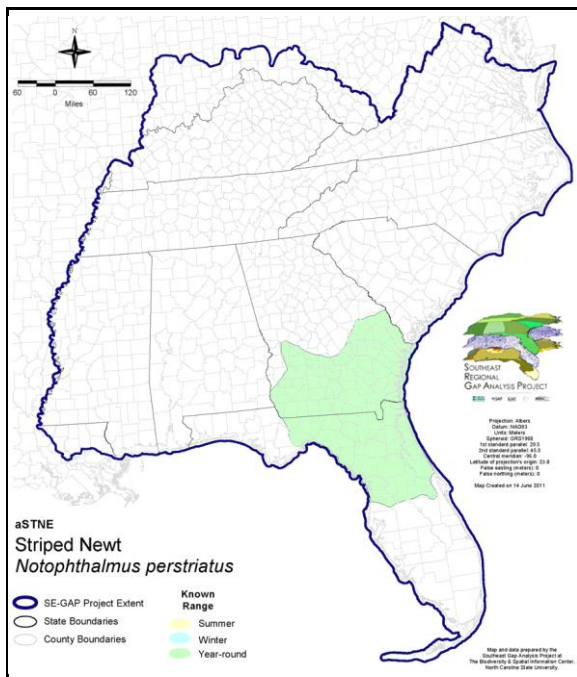 N
60 0 60 120
Miles
SOUTHEAST
REGIONAL
GAP ANALYSIS PROJECT
Projection: Albers
Datum: NAD83
Units: Meters
Spheroid: GRS1980
1st standard parallel: 29.5
2nd standard parallel: 45.5
Central meridian: -96.0
Latitude of projection's origin: 23.0
False easting (meters): 0
False northing (meters): 0
Map Created on 14 June 2011
aSTNE
Striped Newt
Notophthalmus perstriatus
SE-GAP Project Extent
State Boundaries
County Boundaries
Known
Range
Summer
Winter
Year-round
Map and data prepared by the
Southeast Gap Analysis Project at
The Biodiversity & Spatial Information Center,
North Carolina State University.